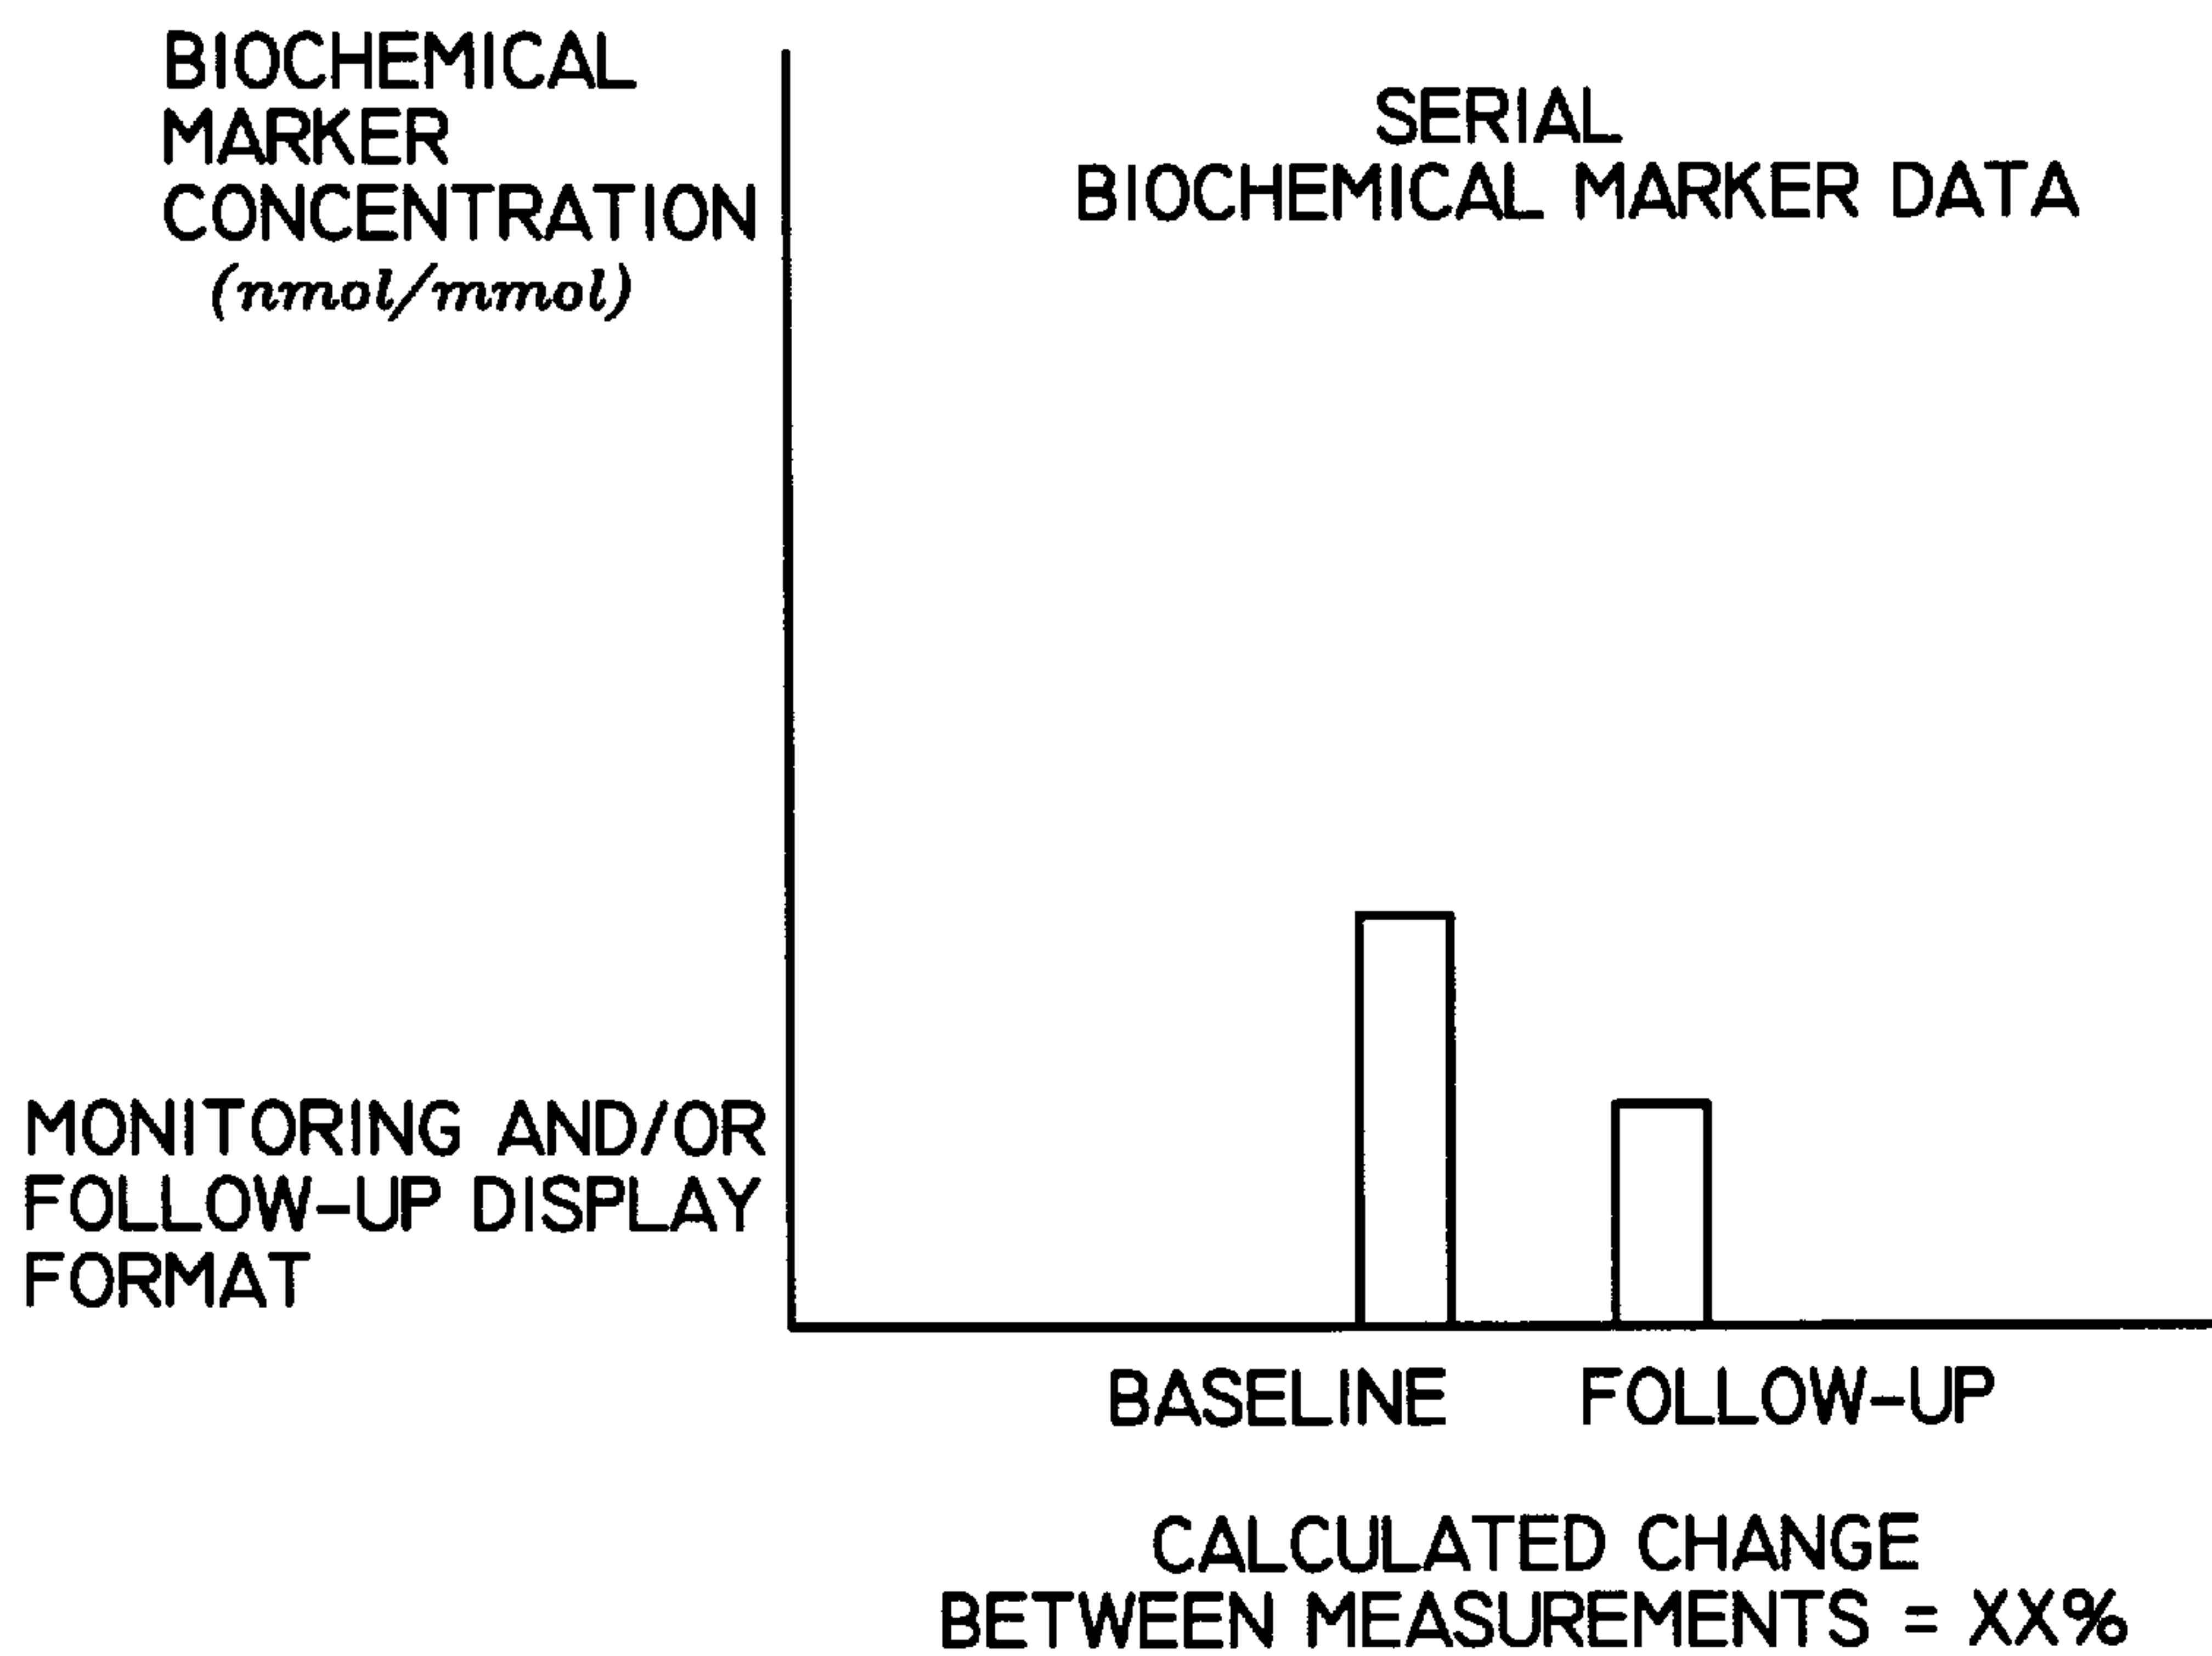 BIOCHEMICAL
MARKER
CONCENTRATION
(nmol/mmol)
SERIAL
BIOCHEMICAL MARKER DATA
MONITORING AND/OR
FOLLOW-UP DISPLAY
FORMAT
BASELINE FOLLOW-UP
CALCULATED CHANGE
BETWEEN MEASUREMENTS = XX%